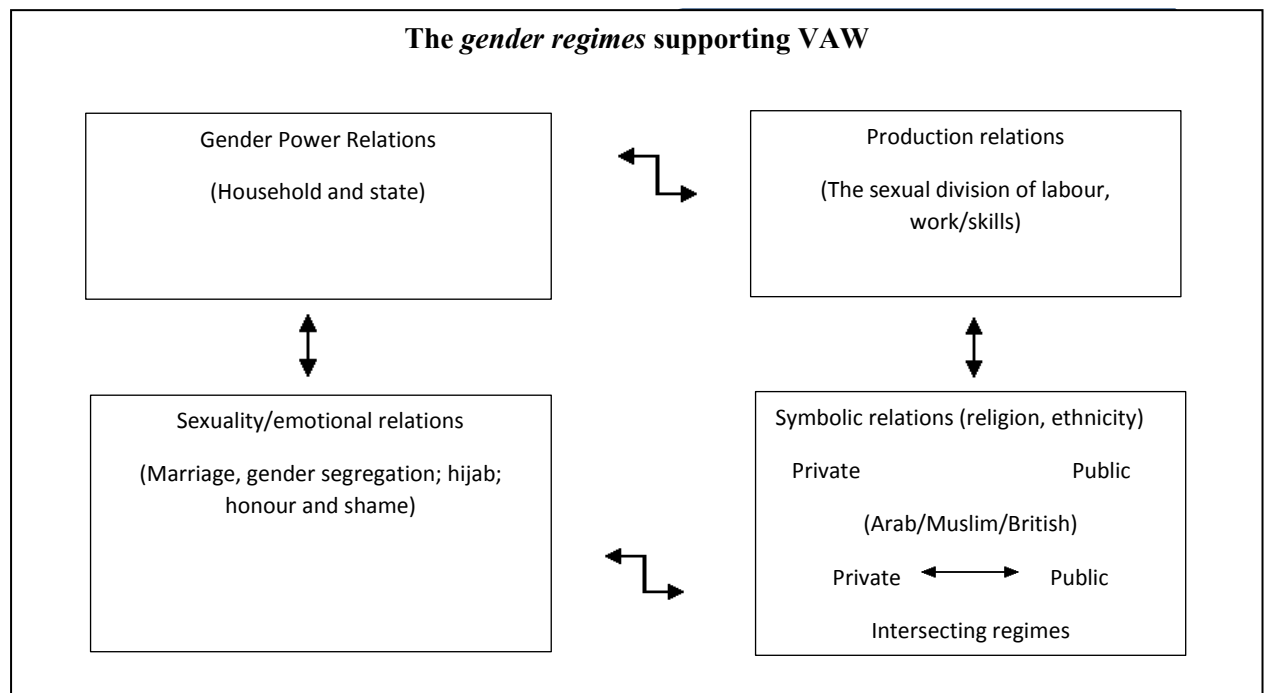 The gender regimes supporting VAW
Gender Power Relations
(Household and state)
Production relations
(The sexual division of labour,
work/skills)
Sexuality/emotional relations
(Marriage, gender segregation; hijab;
honour and shame)
Symbolic relations (religion, ethnicity)
Private Public
(Arab/Muslim/British)
Private Public
Intersecting regimes